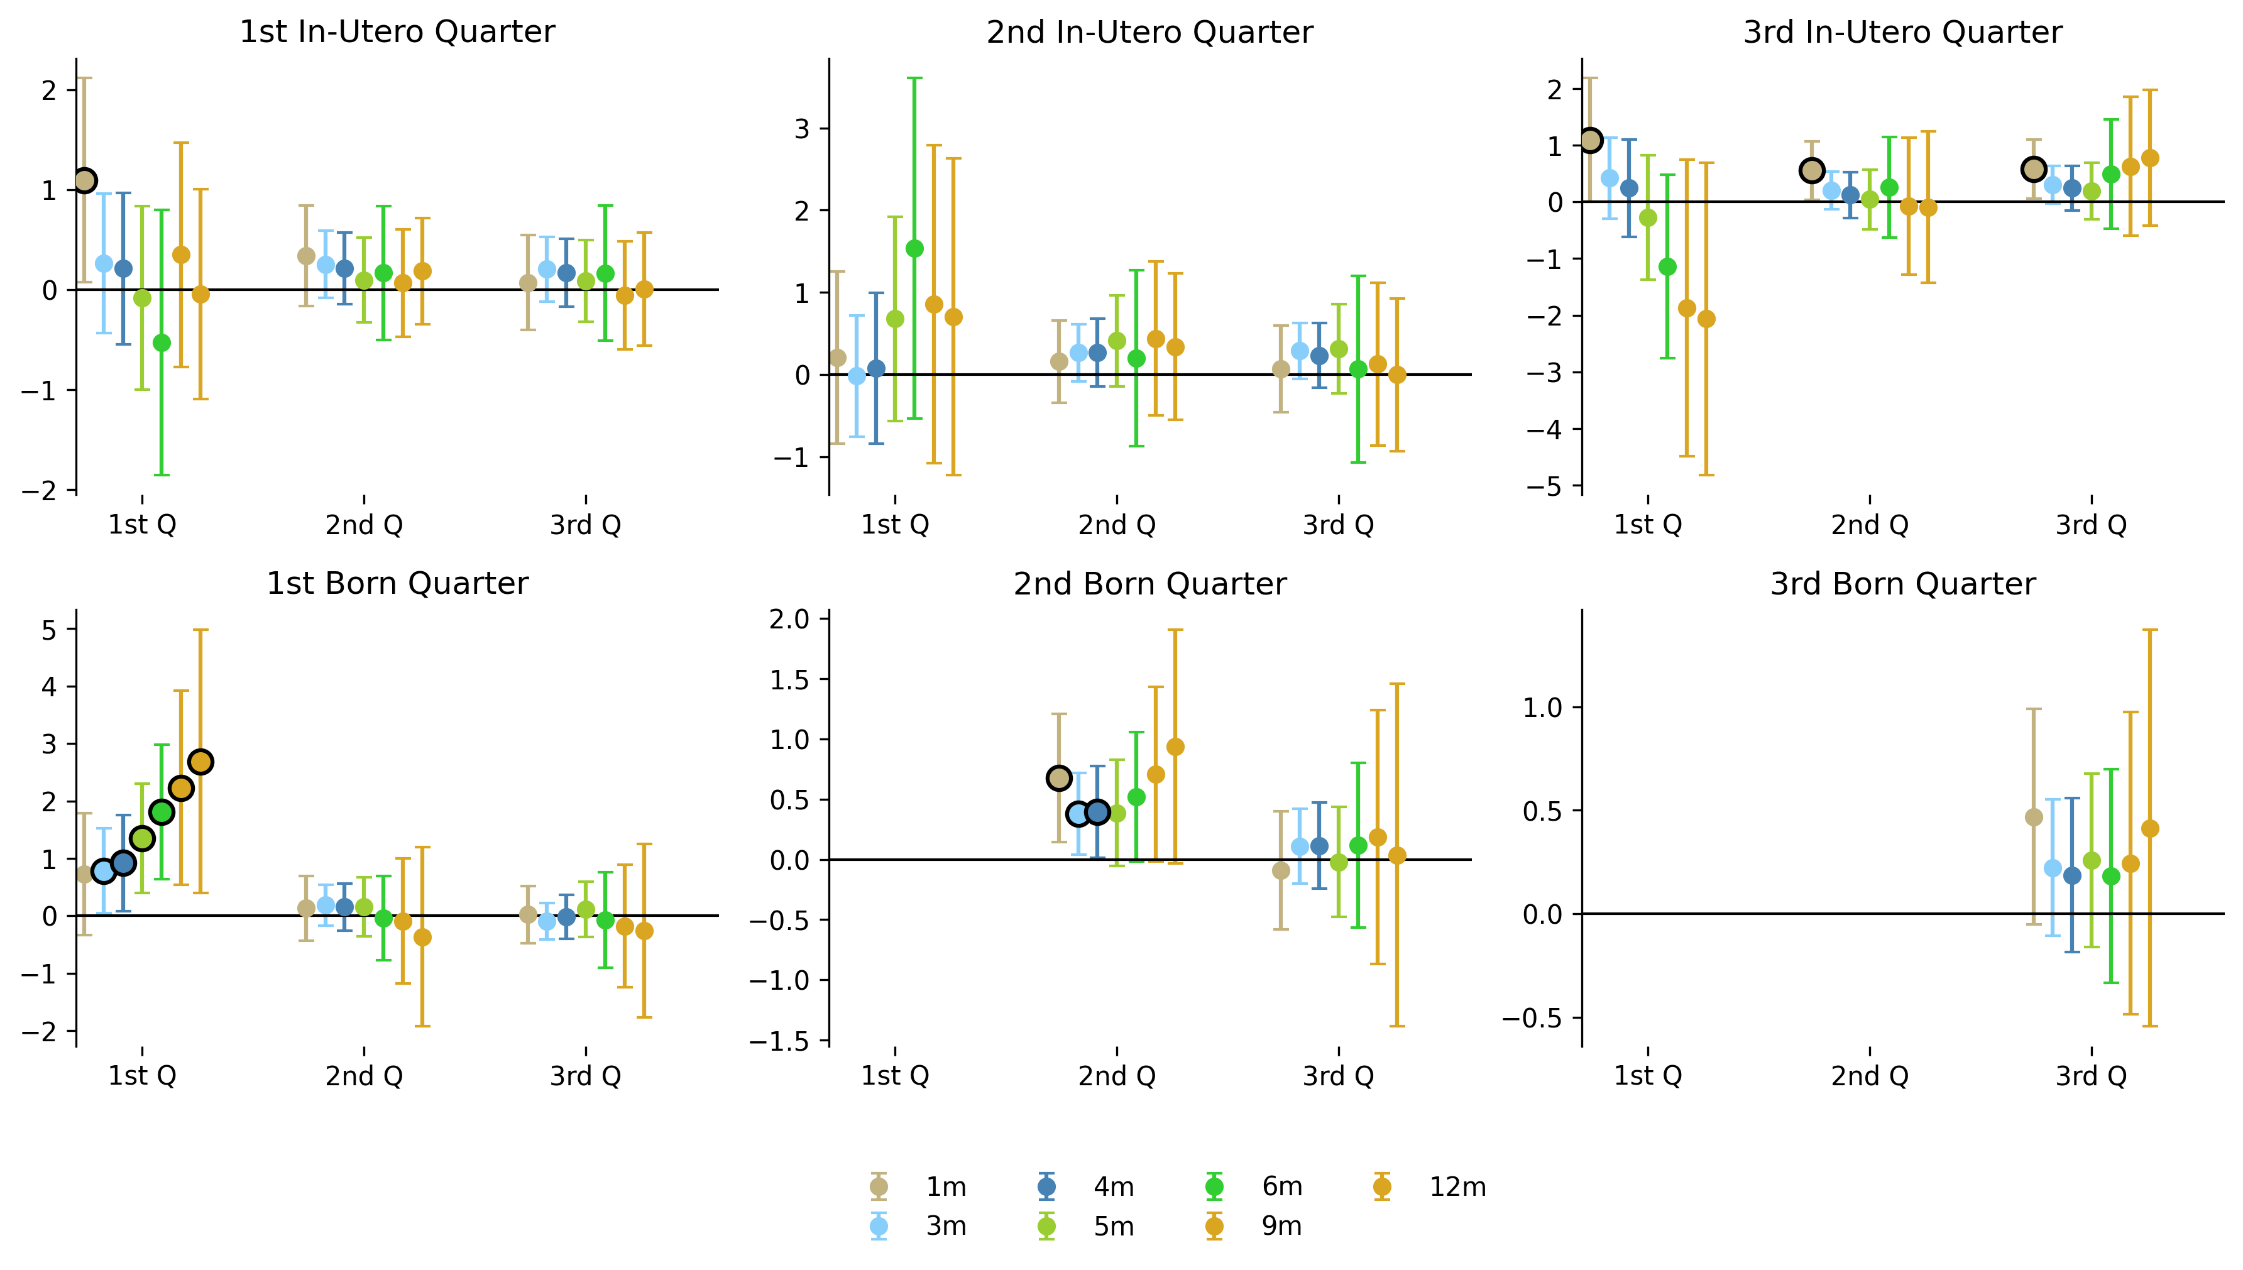 1st In-Utero Quarter
2
1
0
−1
−2
1st Q 2nd Q 3rd Q
2nd In-Utero Quarter
3
2
1
0
−1
1st Q 2nd Q 3rd Q
3rd In-Utero Quarter
2
1
0
−1
−2
−3
−4
−5
1st Q 2nd Q 3rd Q
1st Born Quarter
5
4
3
2
1
0
−1
−2
1st Q 2nd Q 3rd Q
2nd Born Quarter
2.0
1.5
1.0
0.5
0.0
−0.5
−1.0
−1.5
1st Q 2nd Q 3rd Q
3rd Born Quarter
1.0
0.5
0.0
−0.5
1st Q 2nd Q 3rd Q
1m 4m 6m 12m
3m 5m 9m